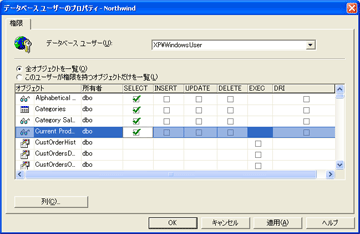 データベース ユーザーのプロパティ - Northwind
権限
データベース ユーザー(U):
XP¥WindowsUser
全オブジェクトを一覧(O)
このユーザーが権限を持つオブジェクトだけを一覧(L)
オブジェクト 所有者 SELECT INSERT UPDATE DELETE EXEC DRI
Alphabetical ... dbo
Categories dbo
Category Sal... dbo
Current Prod... dbo
CustOrderHist dbo
CustOrdersD... dbo
CustOrdersO... dbo
列(C)...
OK キャンセル 適用(A) ヘルプ